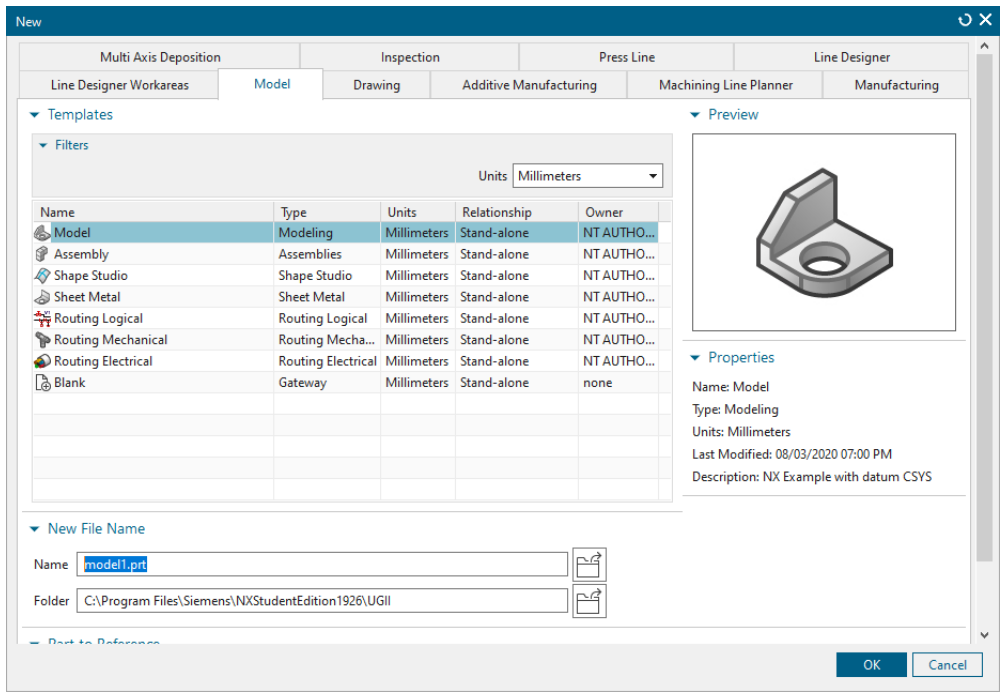 New
Multi Axis Deposition Inspection Press Line Line Designer
Line Designer Workareas Model Drawing Additive Manufacturing Machining Line Planner Manufacturing
Templates
Filters
Units Millimeters
Name Type Units Relationship Owner
Model Modeling Millimeters Stand-alone NT AUTHO...
Assembly Assemblies Millimeters Stand-alone NT AUTHO...
Shape Studio Shape Studio Millimeters Stand-alone NT AUTHO...
Sheet Metal Sheet Metal Millimeters Stand-alone NT AUTHO...
Routing Logical Routing Logical Millimeters Stand-alone NT AUTHO...
Routing Mechanical Routing Mecha... Millimeters Stand-alone NT AUTHO...
Routing Electrical Routing Electrical Millimeters Stand-alone NT AUTHO...
Blank Gateway Millimeters Stand-alone none
Preview
Properties
Name: Model
Type: Modeling
Units: Millimeters
Last Modified: 08/03/2020 07:00 PM
Description: NX Example with datum CSYS
New File Name
Name model1.prt
Folder C:\Program Files\Siemens\NXStudentEdition1926\UGII
Part to Reference
OK Cancel